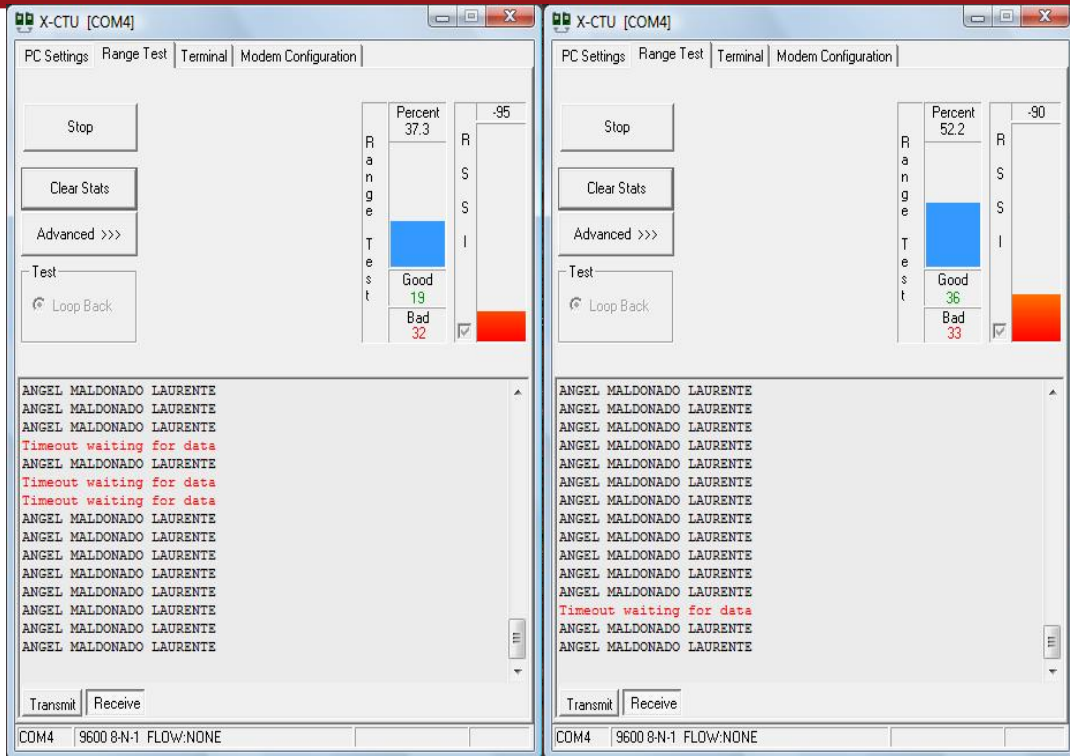 X-CTU [COM4]
PC Settings Range Test Terminal Modem Configuration
Stop
Clear Stats
Advanced >>>
Test
Loop Back
Range Test
Percent
37.3
Good
19
Bad
32
RSSI
-95
ANGEL MALDONADO LAURENTE
ANGEL MALDONADO LAURENTE
ANGEL MALDONADO LAURENTE
Timeout waiting for data
ANGEL MALDONADO LAURENTE
Timeout waiting for data
Timeout waiting for data
ANGEL MALDONADO LAURENTE
ANGEL MALDONADO LAURENTE
ANGEL MALDONADO LAURENTE
ANGEL MALDONADO LAURENTE
ANGEL MALDONADO LAURENTE
ANGEL MALDONADO LAURENTE
ANGEL MALDONADO LAURENTE
ANGEL MALDONADO LAURENTE
Transmit Receive
COM4 9600 8-N-1 FLOW:NONE
X-CTU [COM4]
PC Settings Range Test Terminal Modem Configuration
Stop
Clear Stats
Advanced >>>
Test
Loop Back
Range Test
Percent
52.2
Good
36
Bad
33
RSSI
-90
ANGEL MALDONADO LAURENTE
ANGEL MALDONADO LAURENTE
ANGEL MALDONADO LAURENTE
ANGEL MALDONADO LAURENTE
ANGEL MALDONADO LAURENTE
ANGEL MALDONADO LAURENTE
ANGEL MALDONADO LAURENTE
ANGEL MALDONADO LAURENTE
ANGEL MALDONADO LAURENTE
ANGEL MALDONADO LAURENTE
ANGEL MALDONADO LAURENTE
ANGEL MALDONADO LAURENTE
Timeout waiting for data
ANGEL MALDONADO LAURENTE
ANGEL MALDONADO LAURENTE
Transmit Receive
COM4 9600 8-N-1 FLOW:NONE